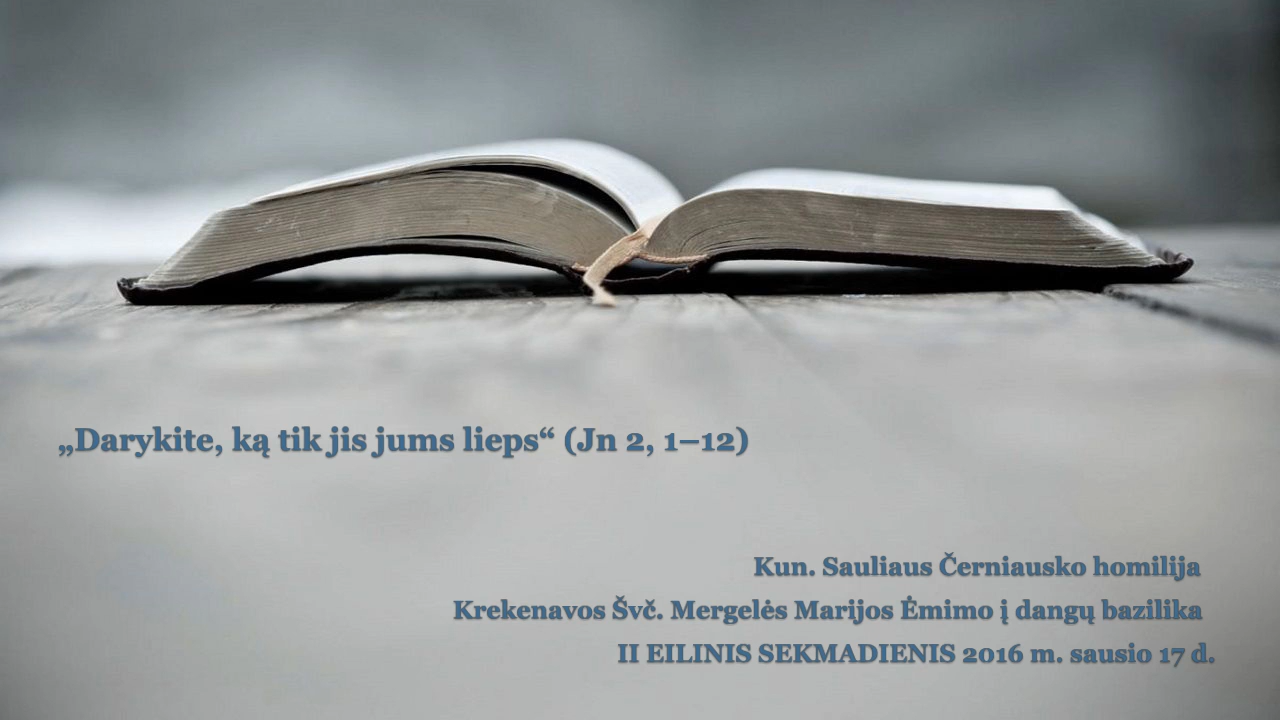 „Darykite, ką tik jis jums lieps“ (Jn 2, 1–12)
Kun. Sauliaus Černiausko homilija
Krekenavos Švč. Mergelės Marijos Ėmimo į dangų bazilika
II EILINIS SEKMADIENIS 2016 m. sausio 17 d.